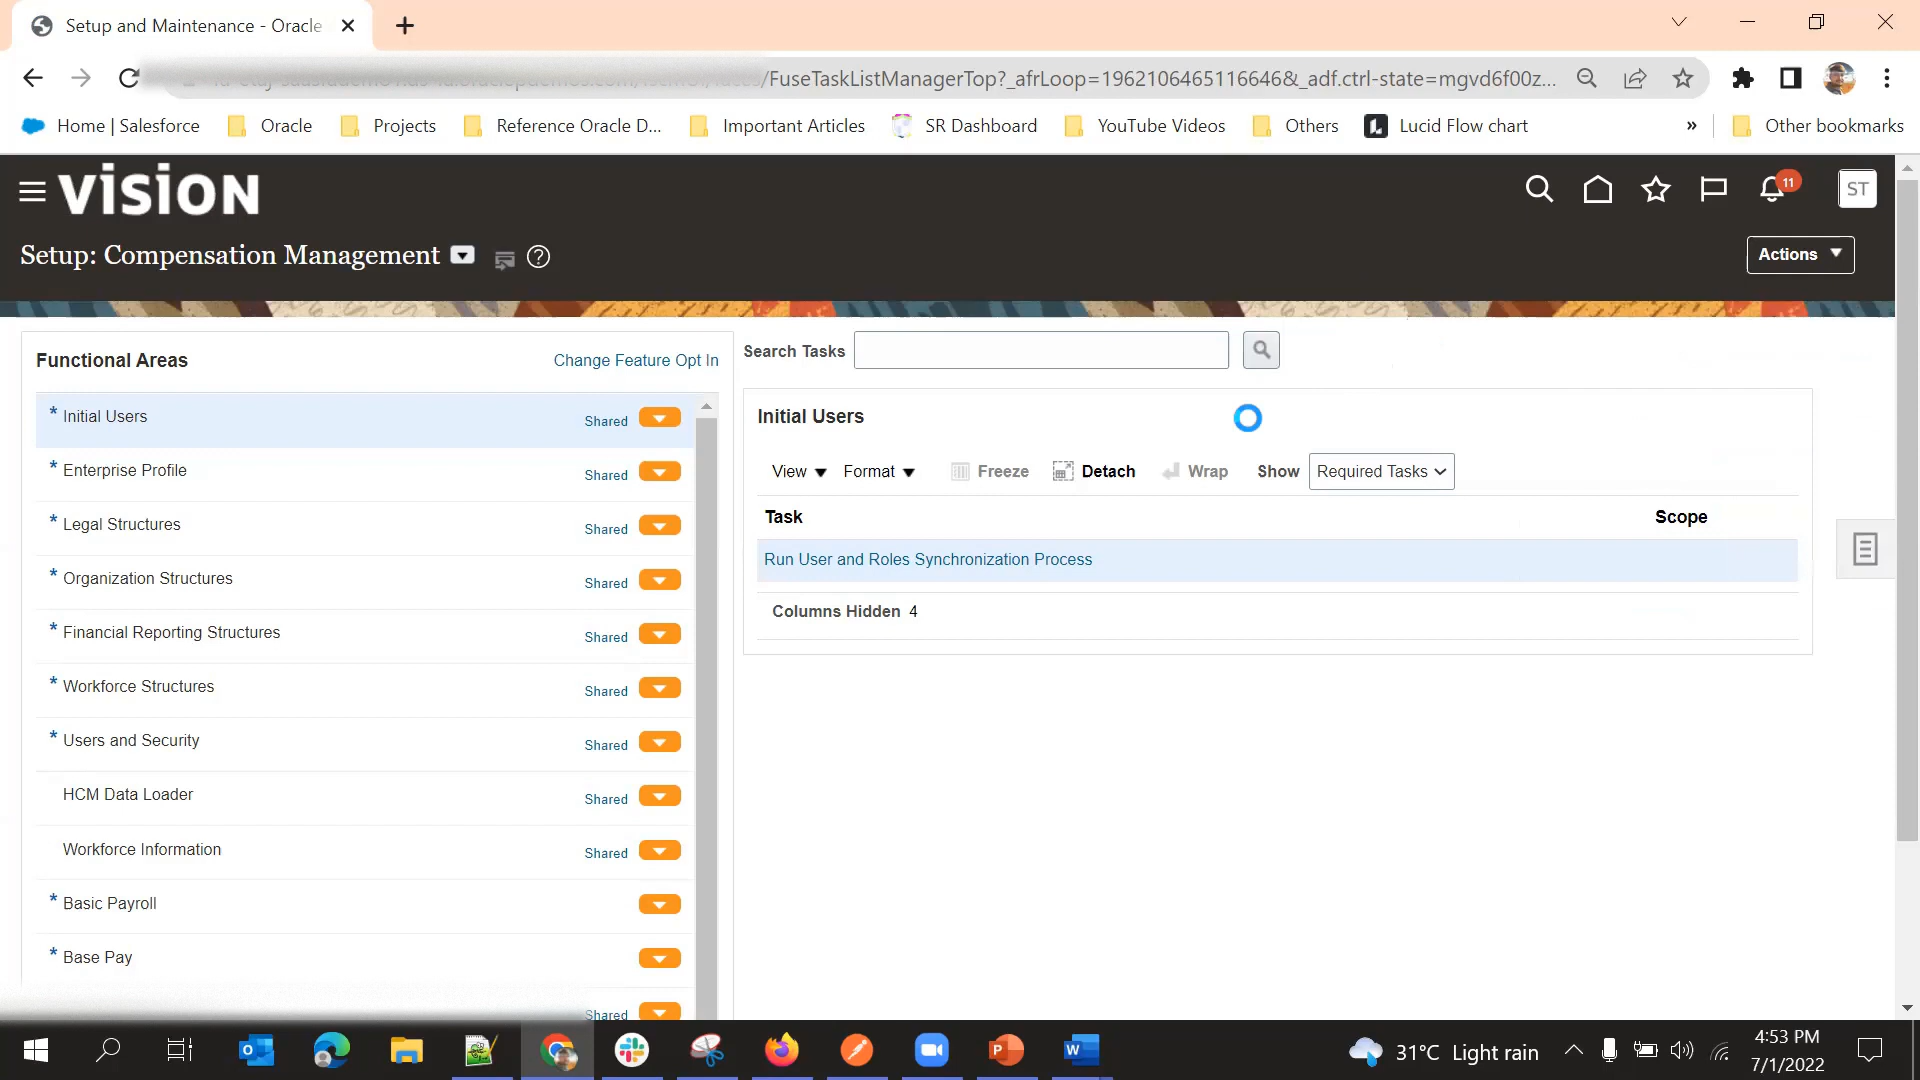 Setup and Maintenance - Oracle
/FuseTaskListManagerTop?_afrLoop=1962106465116646&_adf.ctrl-state=mgvd6f00z...
Home | Salesforce Oracle Projects Reference Oracle D... Important Articles SR Dashboard YouTube Videos Others Lucid Flow chart » Other bookmarks
VISION
11
ST
Setup: Compensation Management
Actions
Functional Areas
Change Feature Opt In
* Initial Users Shared
* Enterprise Profile Shared
* Legal Structures Shared
* Organization Structures Shared
* Financial Reporting Structures Shared
* Workforce Structures Shared
* Users and Security Shared
HCM Data Loader Shared
Workforce Information Shared
* Basic Payroll
* Base Pay
Shared
Search Tasks
Initial Users
View Format Freeze Detach Wrap Show Required Tasks
Task Scope
Run User and Roles Synchronization Process
Columns Hidden 4
31°C Light rain
4:53 PM
7/1/2022